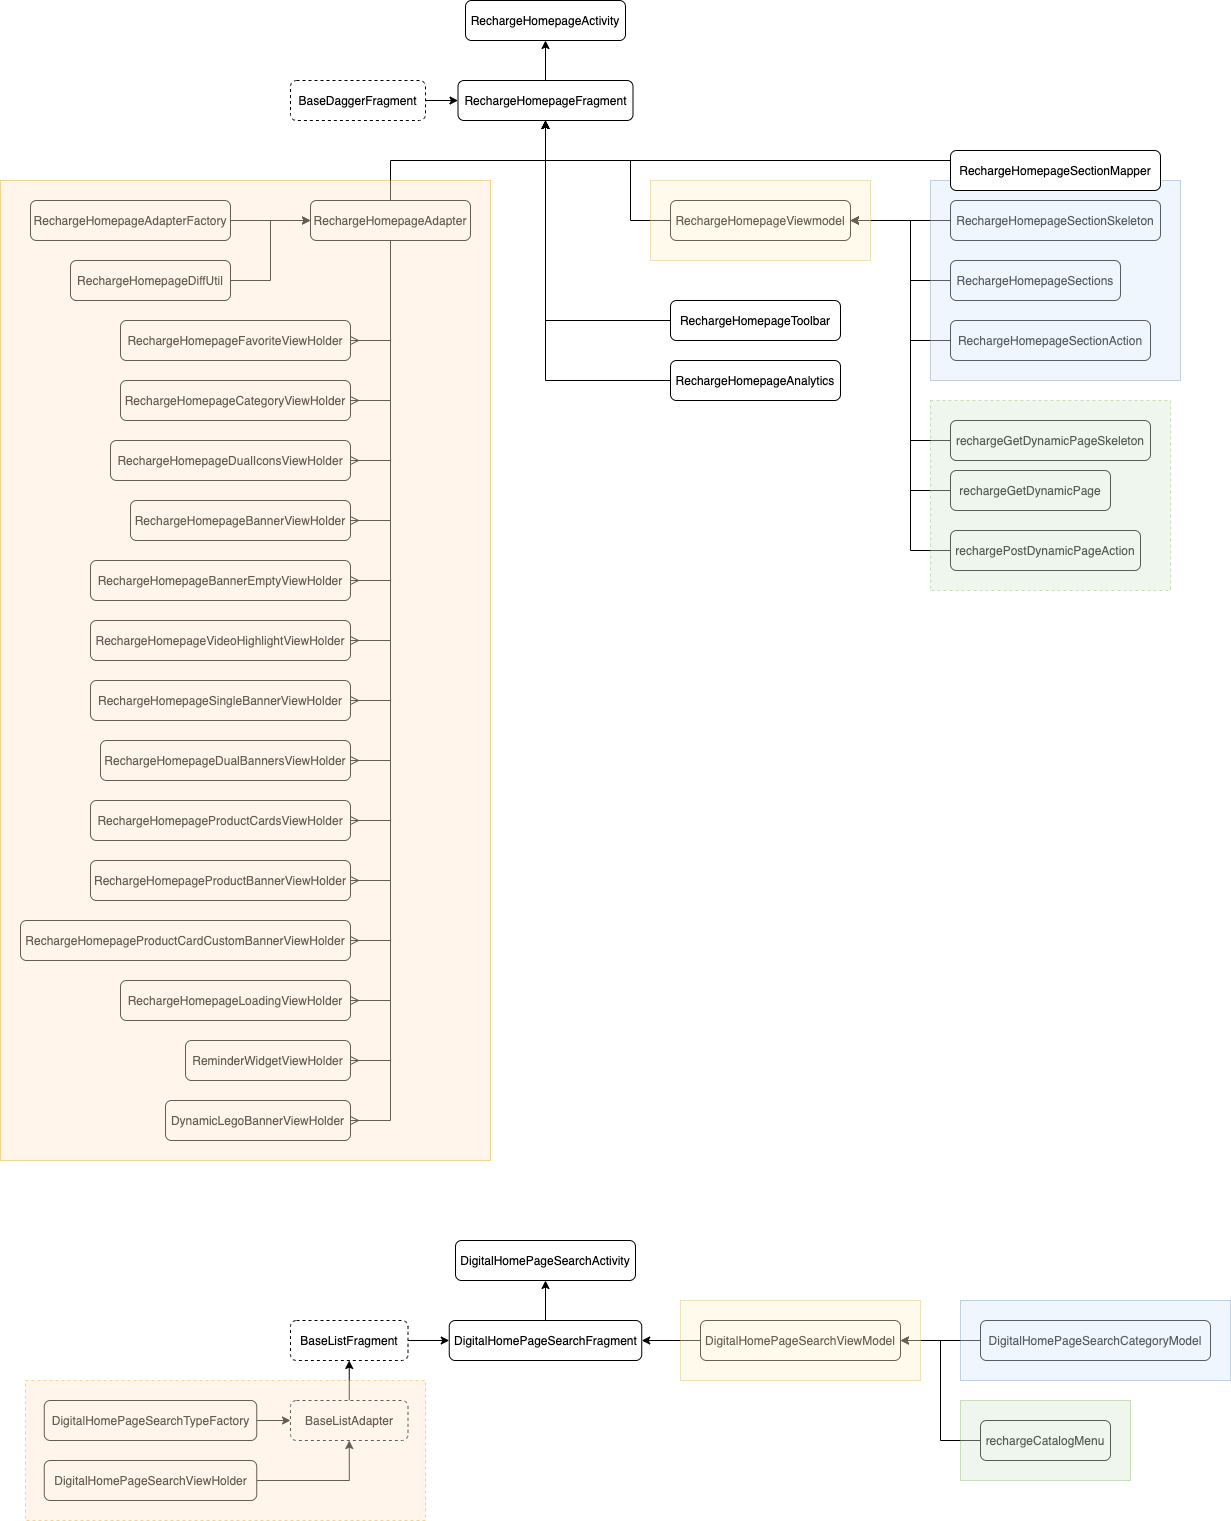 RechargeHomepageActivity
BaseDaggerFragment
RechargeHomepageFragment
RechargeHomepageSectionMapper
RechargeHomepageAdapterFactory
RechargeHomepageAdapter
RechargeHomepageViewmodel
RechargeHomepageSectionSkeleton
RechargeHomepageDiffUtil
RechargeHomepageSections
RechargeHomepageToolbar
RechargeHomepageFavoriteViewHolder
RechargeHomepageSectionAction
RechargeHomepageAnalytics
RechargeHomepageCategoryViewHolder
rechargeGetDynamicPageSkeleton
RechargeHomepageDualIconsViewHolder
rechargeGetDynamicPage
RechargeHomepageBannerViewHolder
rechargePostDynamicPageAction
RechargeHomepageBannerEmptyViewHolder
RechargeHomepageVideoHighlightViewHolder
RechargeHomepageSingleBannerViewHolder
RechargeHomepageDualBannersViewHolder
RechargeHomepageProductCardsViewHolder
RechargeHomepageProductBannerViewHolder
RechargeHomepageProductCardCustomBannerViewHolder
RechargeHomepageLoadingViewHolder
ReminderWidgetViewHolder
DynamicLegoBannerViewHolder
DigitalHomePageSearchActivity
BaseListFragment
DigitalHomePageSearchFragment
DigitalHomePageSearchViewModel
DigitalHomePageSearchCategoryModel
DigitalHomePageSearchTypeFactory
BaseListAdapter
rechargeCatalogMenu
DigitalHomePageSearchViewHolder